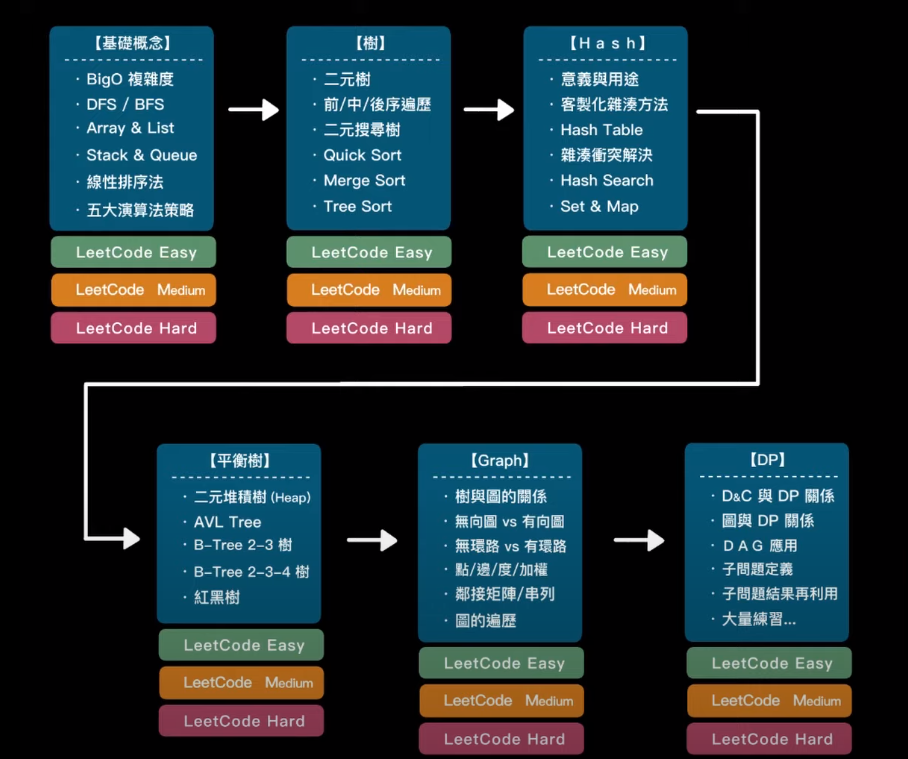 【基礎概念】
· BigO 複雜度
· DFS / BFS
· Array & List
· Stack & Queue
· 線性排序法
· 五大演算法策略
LeetCode Easy
LeetCode Medium
LeetCode Hard
【樹】
· 二元樹
· 前/中/後序遍歷
· 二元搜尋樹
· Quick Sort
· Merge Sort
· Tree Sort
LeetCode Easy
LeetCode Medium
LeetCode Hard
【Hash】
· 意義與用途
· 客製化雜湊方法
· Hash Table
· 雜湊衝突解決
· Hash Search
· Set & Map
LeetCode Easy
LeetCode Medium
LeetCode Hard
【平衡樹】
· 二元堆積樹 (Heap)
· AVL Tree
· B-Tree 2-3 樹
· B-Tree 2-3-4 樹
· 紅黑樹
LeetCode Easy
LeetCode Medium
LeetCode Hard
【Graph】
· 樹與圖的關係
· 無向圖 vs 有向圖
· 無環路 vs 有環路
· 點/邊/度/加權
· 鄰接矩陣/串列
· 圖的遍歷
LeetCode Easy
LeetCode Medium
LeetCode Hard
【DP】
· D&C 與 DP 關係
· 圖與 DP 關係
· DAG 應用
· 子問題定義
· 子問題結果再利用
· 大量練習...
LeetCode Easy
LeetCode Medium
LeetCode Hard